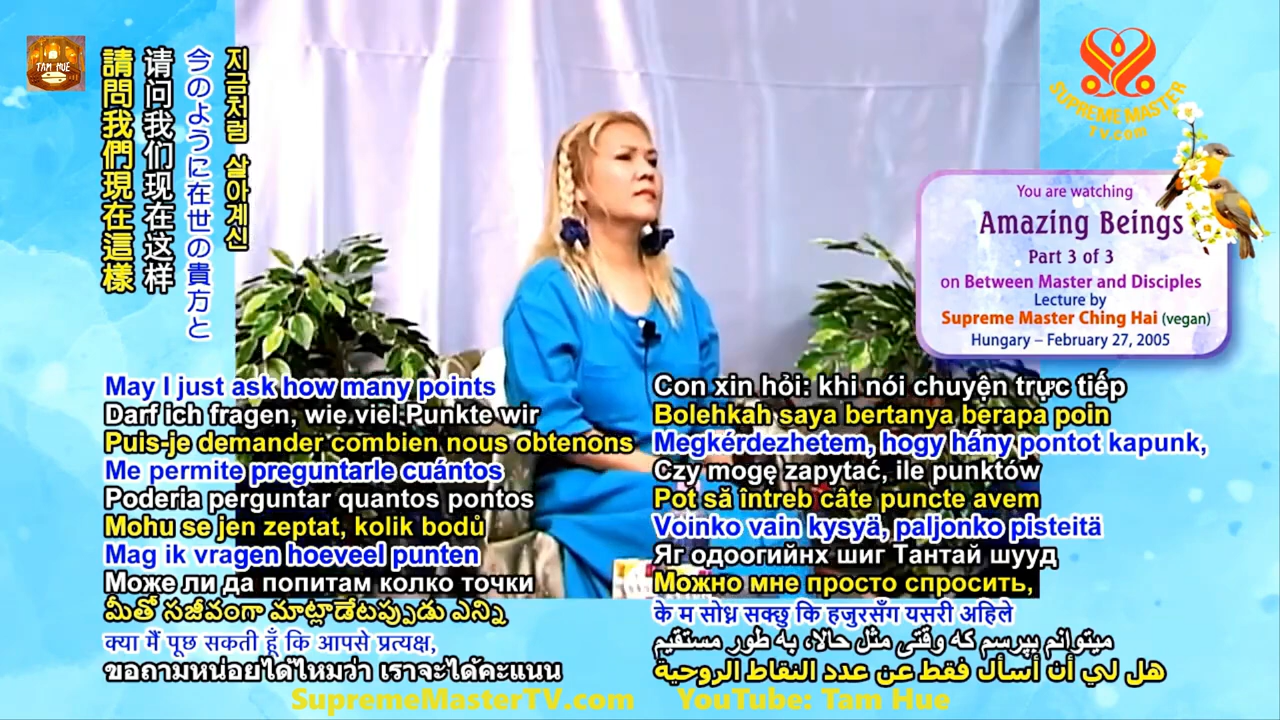 TAM HUE
請問我們現在這樣
请问我们现在这样
今のように在世の貴方と
지금처럼 살아계신
SUPREME MASTER
TV.com
You are watching
Amazing Beings
Part 3 of 3
on Between Master and Disciples
Lecture by
Supreme Master Ching Hai (vegan)
Hungary – February 27, 2005
May I just ask how many points
Darf ich fragen, wie viel Punkte wir
Puis-je demander combien nous obtenons
Me permite preguntarle cuántos
Poderia perguntar quantos pontos
Mohu se jen zeptat, kolik bodů
Mag ik vragen hoeveel punten
Може ли да попитам колко точки
మీతో సజీవంగా మాట్లాడేటప్పుడు ఎన్ని
क्या मैं पूछ सकती हूँ कि आपसे प्रत्यक्ष,
ขอถามหน่อยได้ไหมว่า เราจะได้คะแนน
Con xin hỏi: khi nói chuyện trực tiếp
Bolehkah saya bertanya berapa poin
Megkérdezhetem, hogy hány pontot kapunk,
Czy mogę zapytać, ile punktów
Pot să întreb câte puncte avem
Voinko vain kysyä, paljonko pisteitä
Яг одоогийнх шиг Тантай шууд
Можно мне просто спросить,
के म सोध्न सक्छु कि हजुरसँग यसरी अहिले
میتوانم بپرسم که وقتی مثل حالا، به طور مستقیم
هل لي أن أسأل فقط عن عدد النقاط الروحية
SupremeMasterTV.com
YouTube: Tam Hue